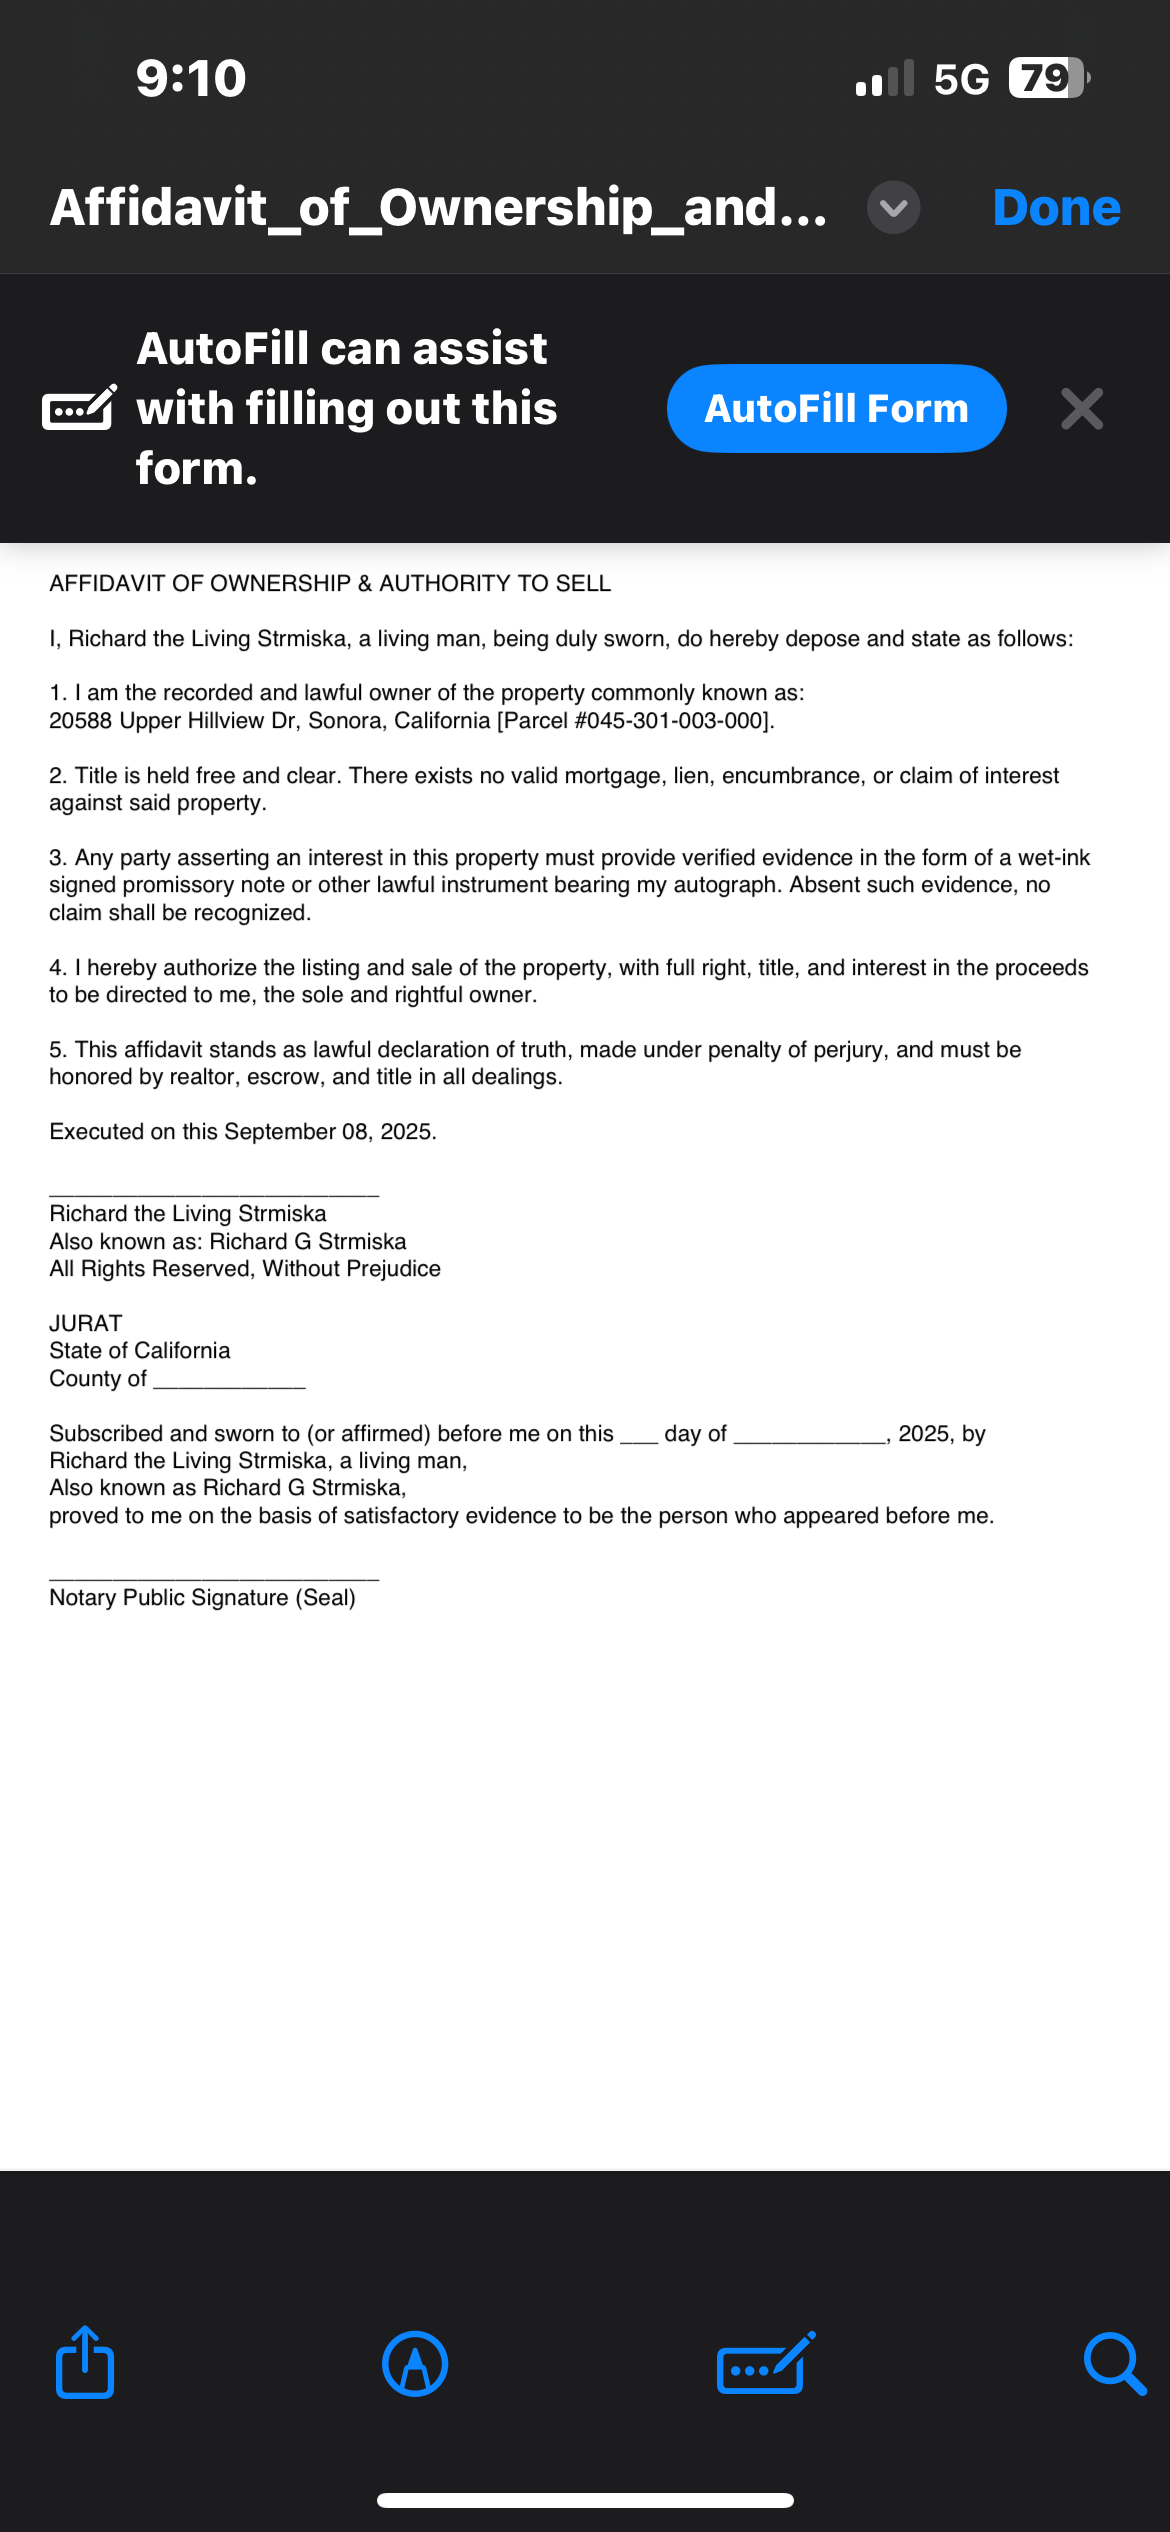 9:10
5G 79
Affidavit_of_Ownership_and...
Done
AutoFill can assist
with filling out this
form.
AutoFill Form
AFFIDAVIT OF OWNERSHIP & AUTHORITY TO SELL
I, Richard the Living Strmiska, a living man, being duly sworn, do hereby depose and state as follows:
1. I am the recorded and lawful owner of the property commonly known as:
20588 Upper Hillview Dr, Sonora, California [Parcel #045-301-003-000].
2. Title is held free and clear. There exists no valid mortgage, lien, encumbrance, or claim of interest
against said property.
3. Any party asserting an interest in this property must provide verified evidence in the form of a wet-ink
signed promissory note or other lawful instrument bearing my autograph. Absent such evidence, no
claim shall be recognized.
4. I hereby authorize the listing and sale of the property, with full right, title, and interest in the proceeds
to be directed to me, the sole and rightful owner.
5. This affidavit stands as lawful declaration of truth, made under penalty of perjury, and must be
honored by realtor, escrow, and title in all dealings.
Executed on this September 08, 2025.
__________________________
Richard the Living Strmiska
Also known as: Richard G Strmiska
All Rights Reserved, Without Prejudice
JURAT
State of California
County of ____________
Subscribed and sworn to (or affirmed) before me on this ___ day of ____________, 2025, by
Richard the Living Strmiska, a living man,
Also known as Richard G Strmiska,
proved to me on the basis of satisfactory evidence to be the person who appeared before me.
__________________________
Notary Public Signature (Seal)